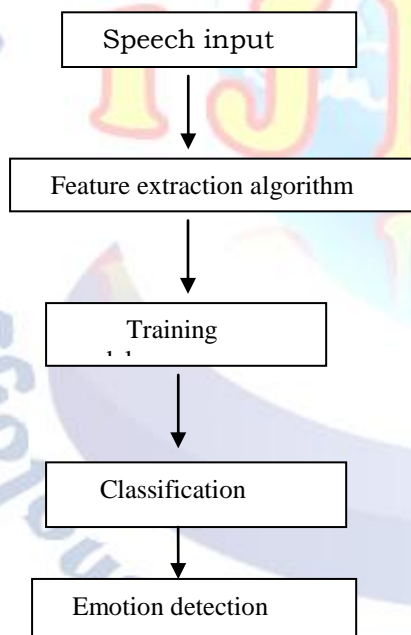 Speech input
Feature extraction algorithm
Training
Classification
Emotion detection